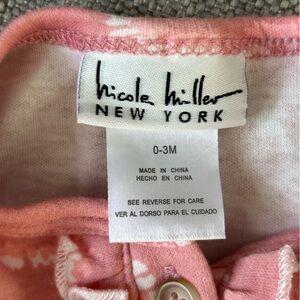 nicole miller
NEW YORK
0-3M
MADE IN CHINA
HECHO EN CHINA
SEE REVERSE FOR CARE
VER AL DORSO PARA EL CUIDADO